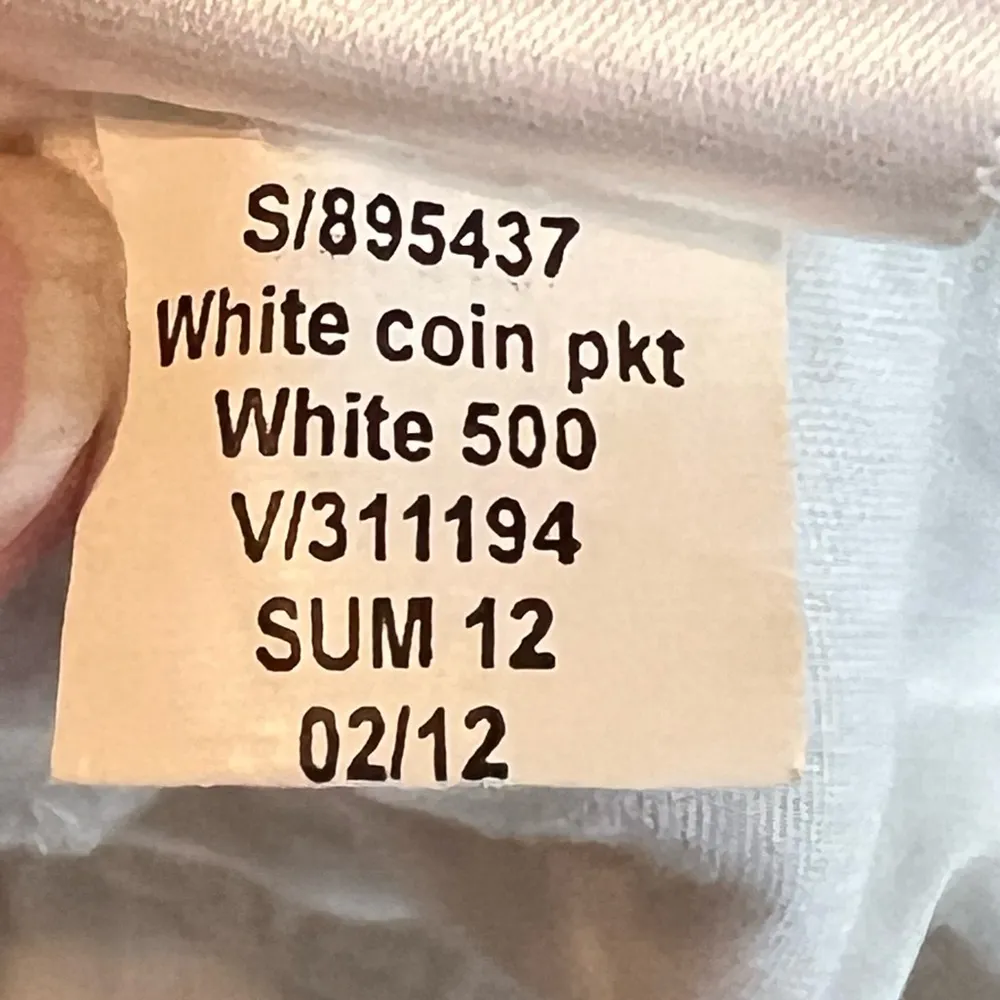 S/895437
White coin pkt
White 500
V/311194
SUM 12
02/12